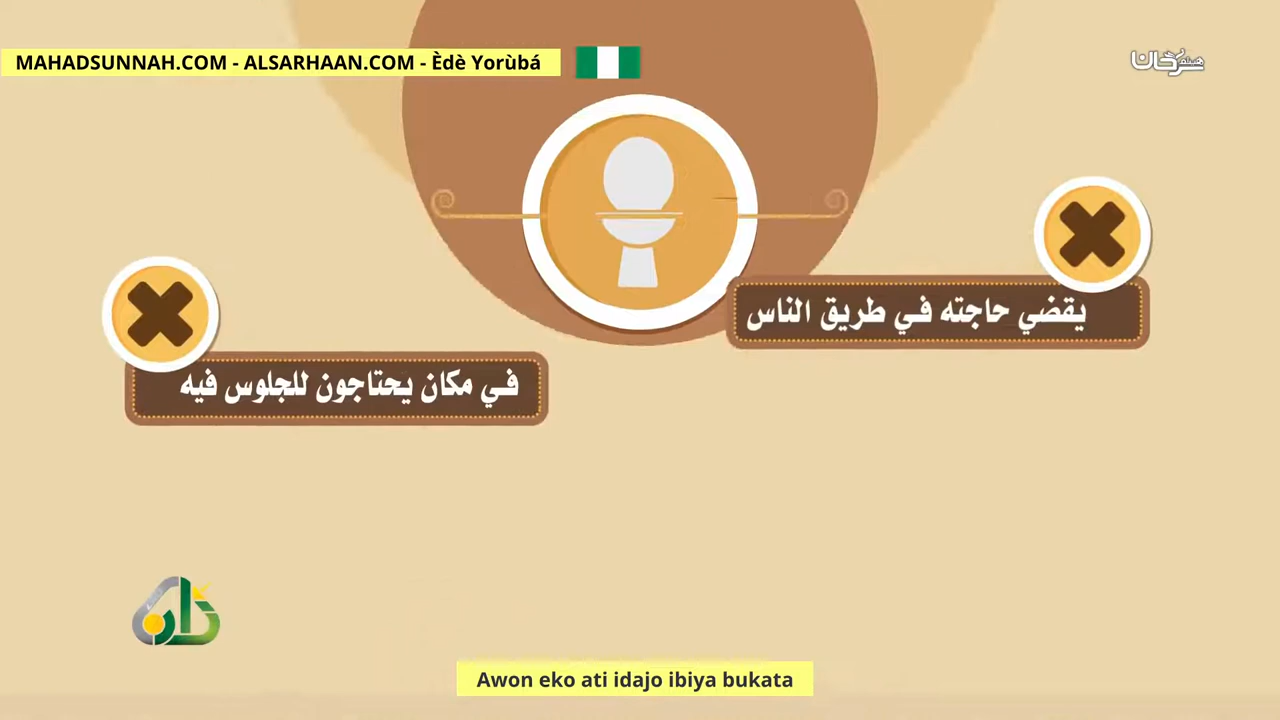 MAHADSUNNAH.COM - ALSARHAAN.COM - Èdè Yorùbá
يقضي حاجته في طريق الناس
في مكان يحتاجون للجلوس فيه
Awon eko ati idajo ibiya bukata